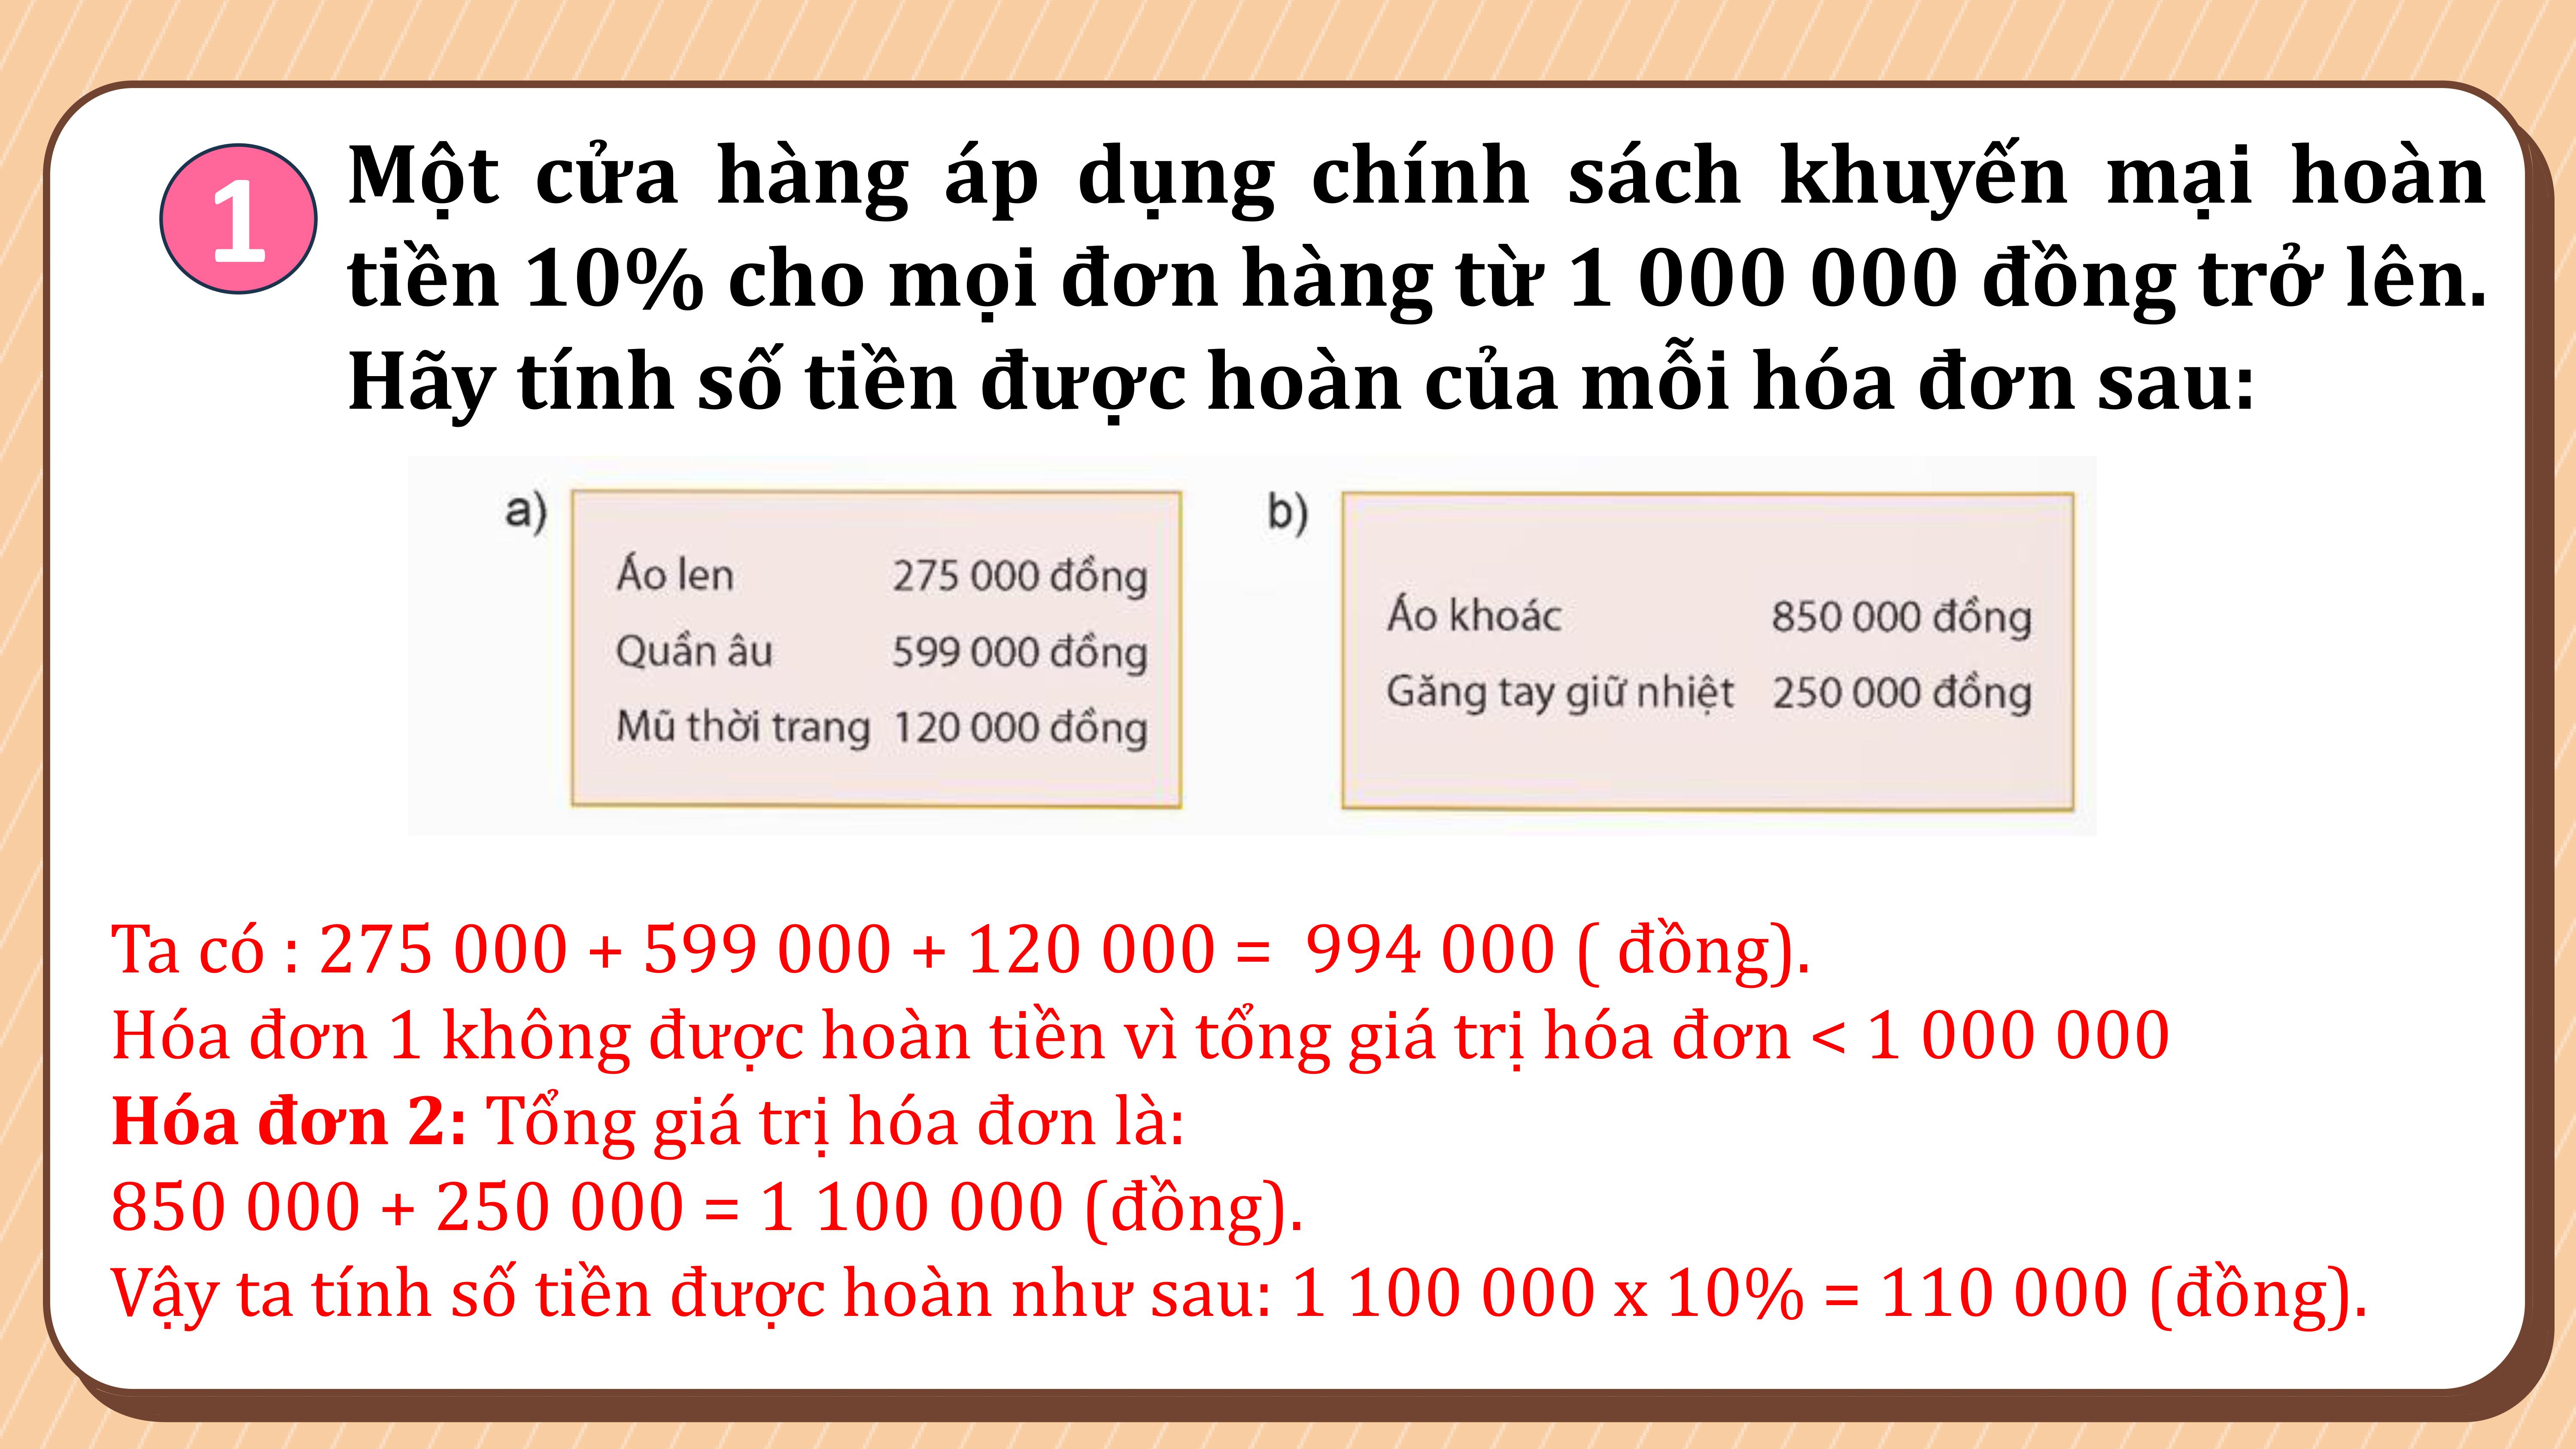 1
Một cửa hàng áp dụng chính sách khuyến mại hoàn
tiền 10% cho mọi đơn hàng từ 1 000 000 đồng trở lên.
Hãy tính số tiền được hoàn của mỗi hóa đơn sau:
a)
Áo len 275 000 đồng
Quần âu 599 000 đồng
Mũ thời trang 120 000 đồng
b)
Áo khoác 850 000 đồng
Găng tay giữ nhiệt 250 000 đồng
Ta có : 275 000 + 599 000 + 120 000 = 994 000 ( đồng).
Hóa đơn 1 không được hoàn tiền vì tổng giá trị hóa đơn < 1 000 000
Hóa đơn 2: Tổng giá trị hóa đơn là:
850 000 + 250 000 = 1 100 000 (đồng).
Vậy ta tính số tiền được hoàn như sau: 1 100 000 x 10% = 110 000 (đồng).